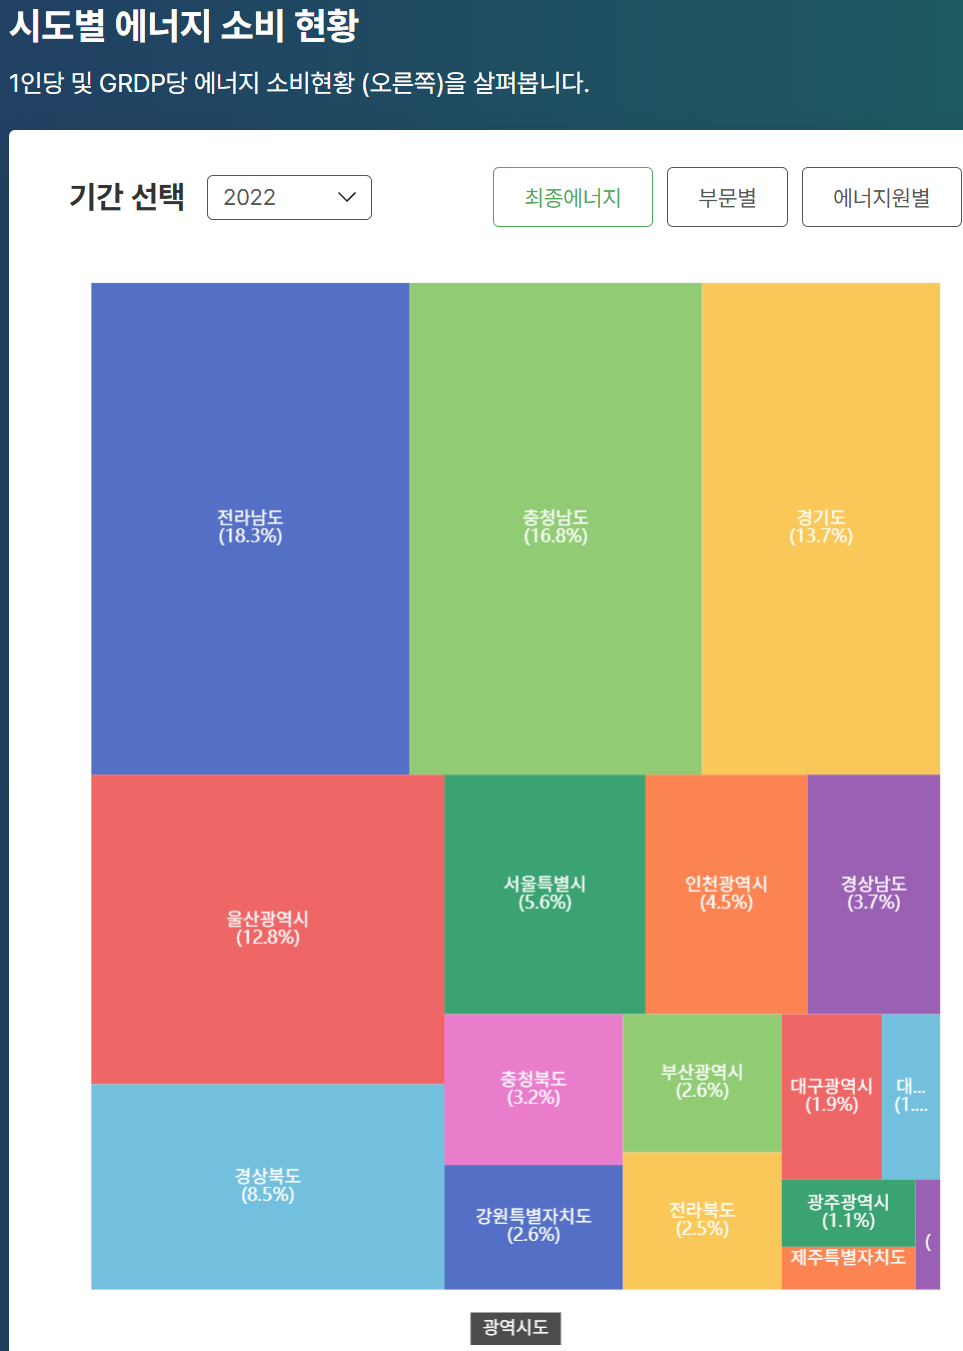 시도별 에너지 소비 현황
1인당 및 GRDP당 에너지 소비현황 (오른쪽)을 살펴봅니다.
기간 선택
2022
최종에너지
부문별
에너지원별
전라남도
(18.3%)
충청남도
(16.8%)
경기도
(13.7%)
울산광역시
(12.8%)
서울특별시
(5.6%)
인천광역시
(4.5%)
경상남도
(3.7%)
경상북도
(8.5%)
충청북도
(3.2%)
부산광역시
(2.6%)
대구광역시
(1.9%)
대...
(1....
강원특별자치도
(2.6%)
전라북도
(2.5%)
광주광역시
(1.1%)
제주특별자치도
(
광역시도